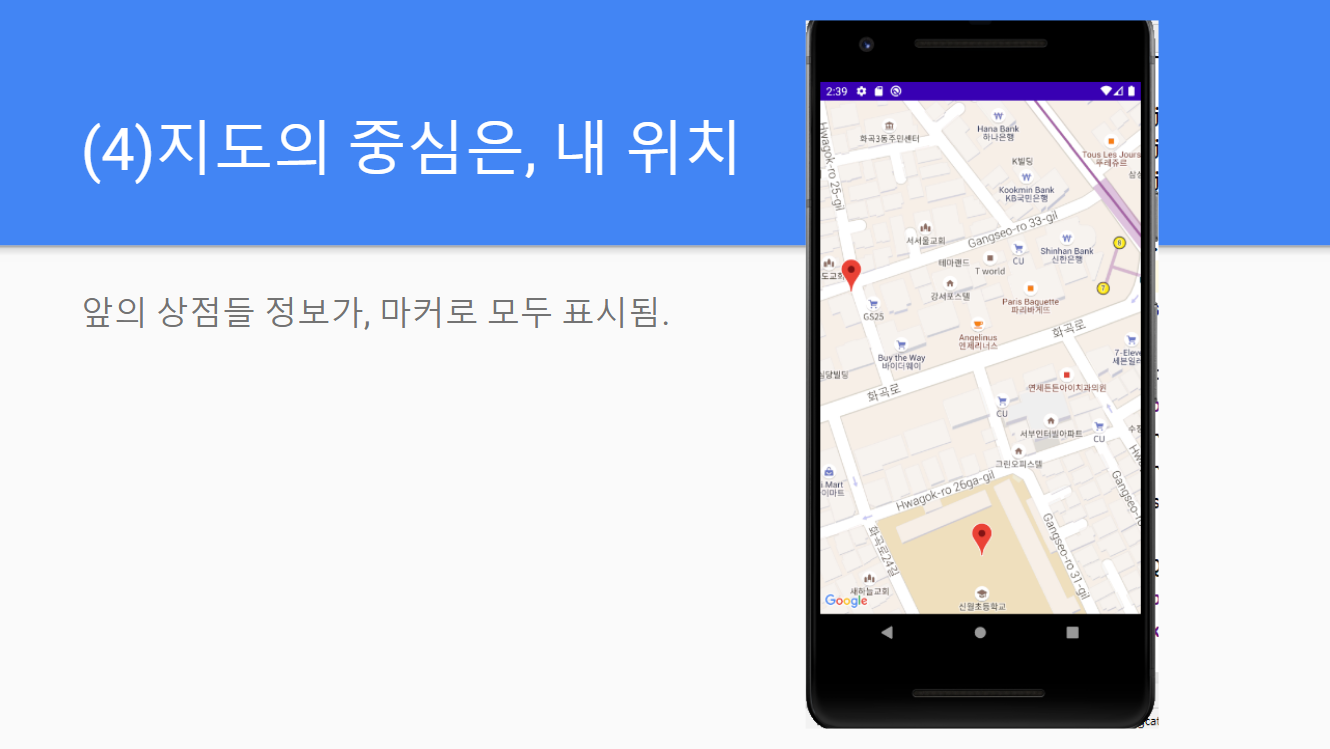 (4)지도의 중심은, 내 위치
앞의 상점들 정보가, 마커로 모두 표시됨.
2:39
화곡3동주민센터
Hana Bank
하나은행
Hwagok-ro 25-gil
K빌딩
Tous Les Jours
뚜레쥬르
Kookmin Bank
KB국민은행
서서울교회
Gangseo-ro 33-gil
CU
Shinhan Bank
신한은행
8
테마랜드
T world
도교회
강서포스텔
7
Paris Baguette
파리바게뜨
GS25
Angelinus
엔제리너스
화곡로
Buy the Way
바이더웨이
7-Eleve
세븐일레
화곡로
연세든든아이치과의원
CU
서부인터빌아파트
CU
그린오피스텔
Mart
이마트
Hwagok-ro 26ga-gil
Gangseo-ro
화곡로24길
Gangseo-ro 31-gil
새하늘교회
Google
신월초등학교